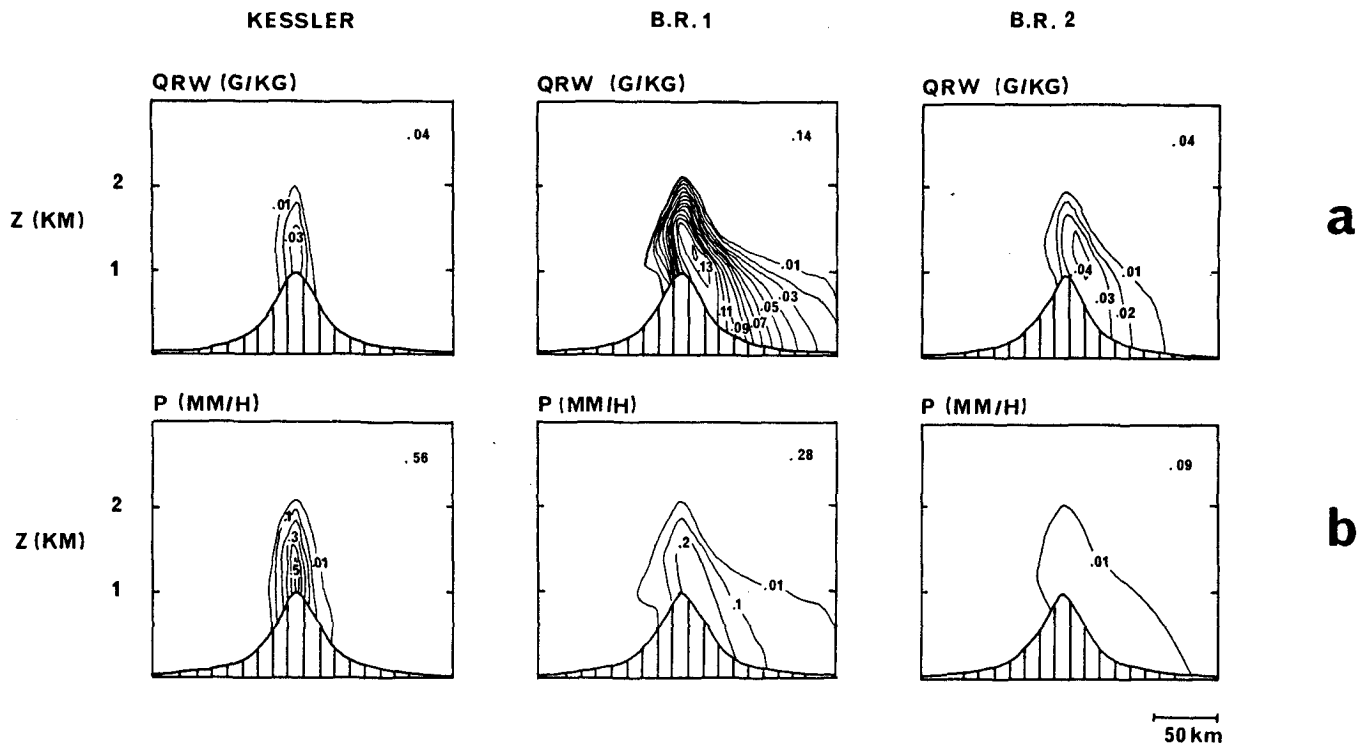 KESSLER
B.R.1
B.R.2
QRW (G/KG)
QRW (G/KG)
QRW (G/KG)
.04
.14
.04
2
Z (KM)
1
.01
.03
.13
.01
.03
.05
.11
.09
.07
.04
.01
.03
.02
a
P (MM/H)
P (MM/H)
P (MM/H)
.56
.28
.09
2
Z (KM)
1
.1
.3
.5
.01
.2
.01
.1
.01
b
50 km